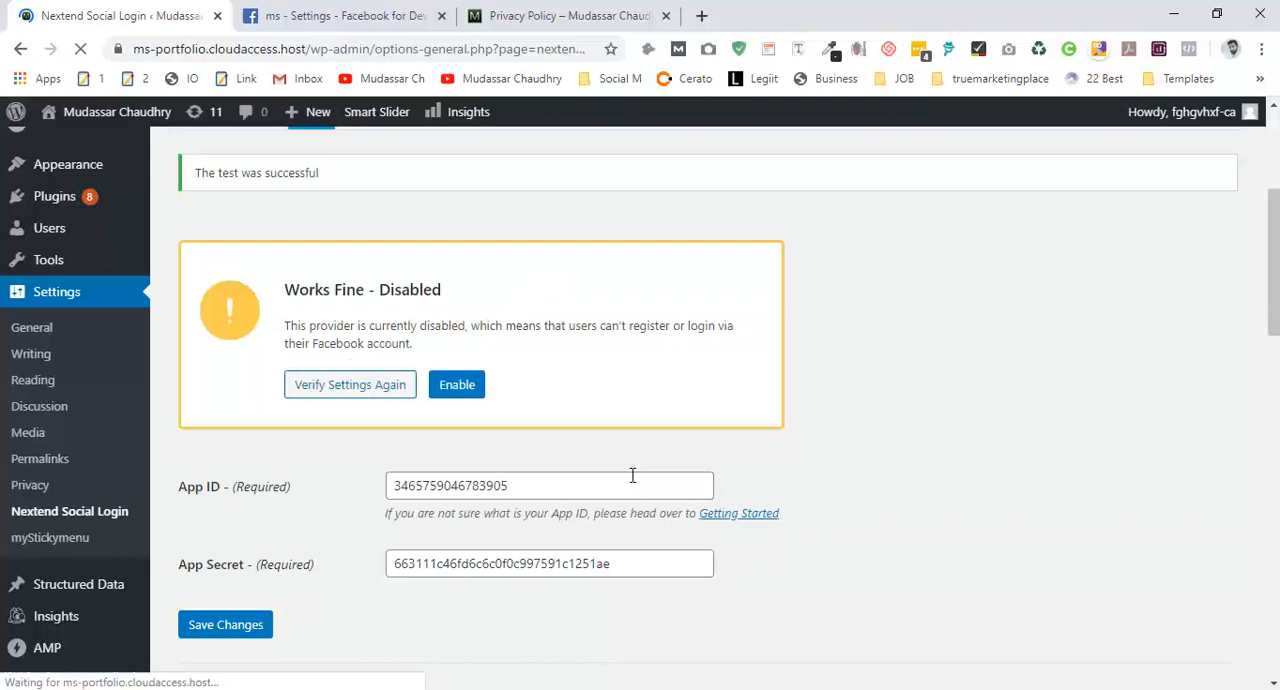 Nextend Social Login ‹ Mudassar
ms - Settings - Facebook for Dev
Privacy Policy – Mudassar Chaud
ms-portfolio.cloudaccess.host/wp-admin/options-general.php?page=nexten...
Apps
1
2
IO
Link
Inbox
Mudassar Ch
Mudassar Chaudhry
Social M
Cerato
Legiit
Business
JOB
truemarketingplace
22 Best
Templates
»
Mudassar Chaudhry
11
0
New
Smart Slider
Insights
Howdy, fghgvhxf-ca
Appearance
Plugins 8
Users
Tools
Settings
General
Writing
Reading
Discussion
Media
Permalinks
Privacy
Nextend Social Login
myStickymenu
Structured Data
Insights
AMP
The test was successful
Works Fine - Disabled
This provider is currently disabled, which means that users can't register or login via
their Facebook account.
Verify Settings Again
Enable
App ID - (Required)
3465759046783905
If you are not sure what is your App ID, please head over to Getting Started
App Secret - (Required)
663111c46fd6c6c0f0c997591c1251ae
Save Changes
Waiting for ms-portfolio.cloudaccess.host...